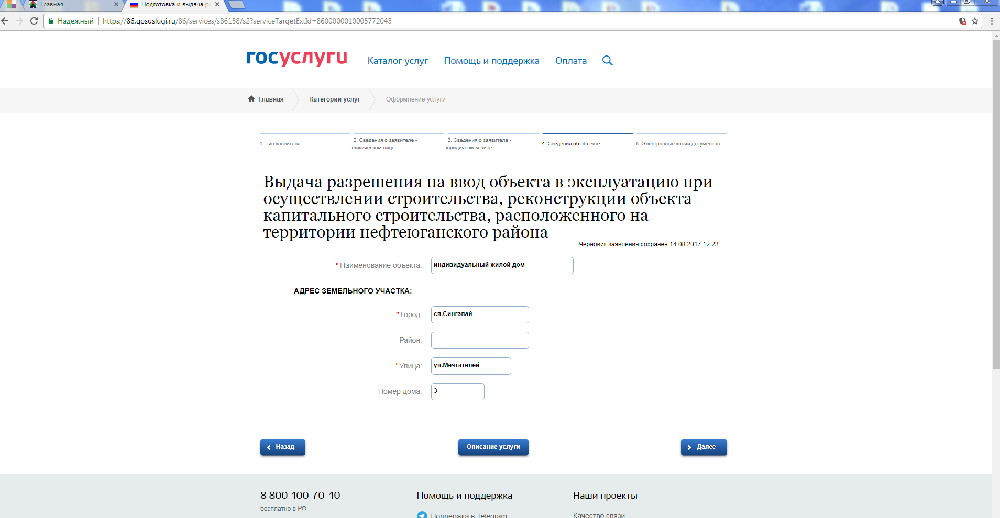 Главная
Подготовка и выдача ра
Надежный
https://86.gosuslugi.ru/86/services/s86158/s2?serviceTargetExtId=8600000010005772045
госуслуги
Каталог услуг
Помощь и поддержка
Оплата
Главная
Категории услуг
Оформление услуги
1. Тип заявителя
2. Сведения о заявителе -
физическом лице
3. Сведения о заявителе -
юридическом лице
4. Сведения об объекте
5. Электронные копии документов
Выдача разрешения на ввод объекта в эксплуатацию при
осуществлении строительства, реконструкции объекта
капитального строительства, расположенного на
территории нефтеюганского района
Черновик заявления сохранен 14.08.2017 12:23
* Наименование объекта:
индивидуальный жилой дом
АДРЕС ЗЕМЕЛЬНОГО УЧАСТКА:
* Город:
сп.Сингапай
Район:
* Улица:
ул.Мечтателей
Номер дома:
3
Назад
Описание услуги
Далее
8 800 100-70-10
бесплатно в РФ
Помощь и поддержка
Поддержка в Telegram
Наши проекты
Качество связи